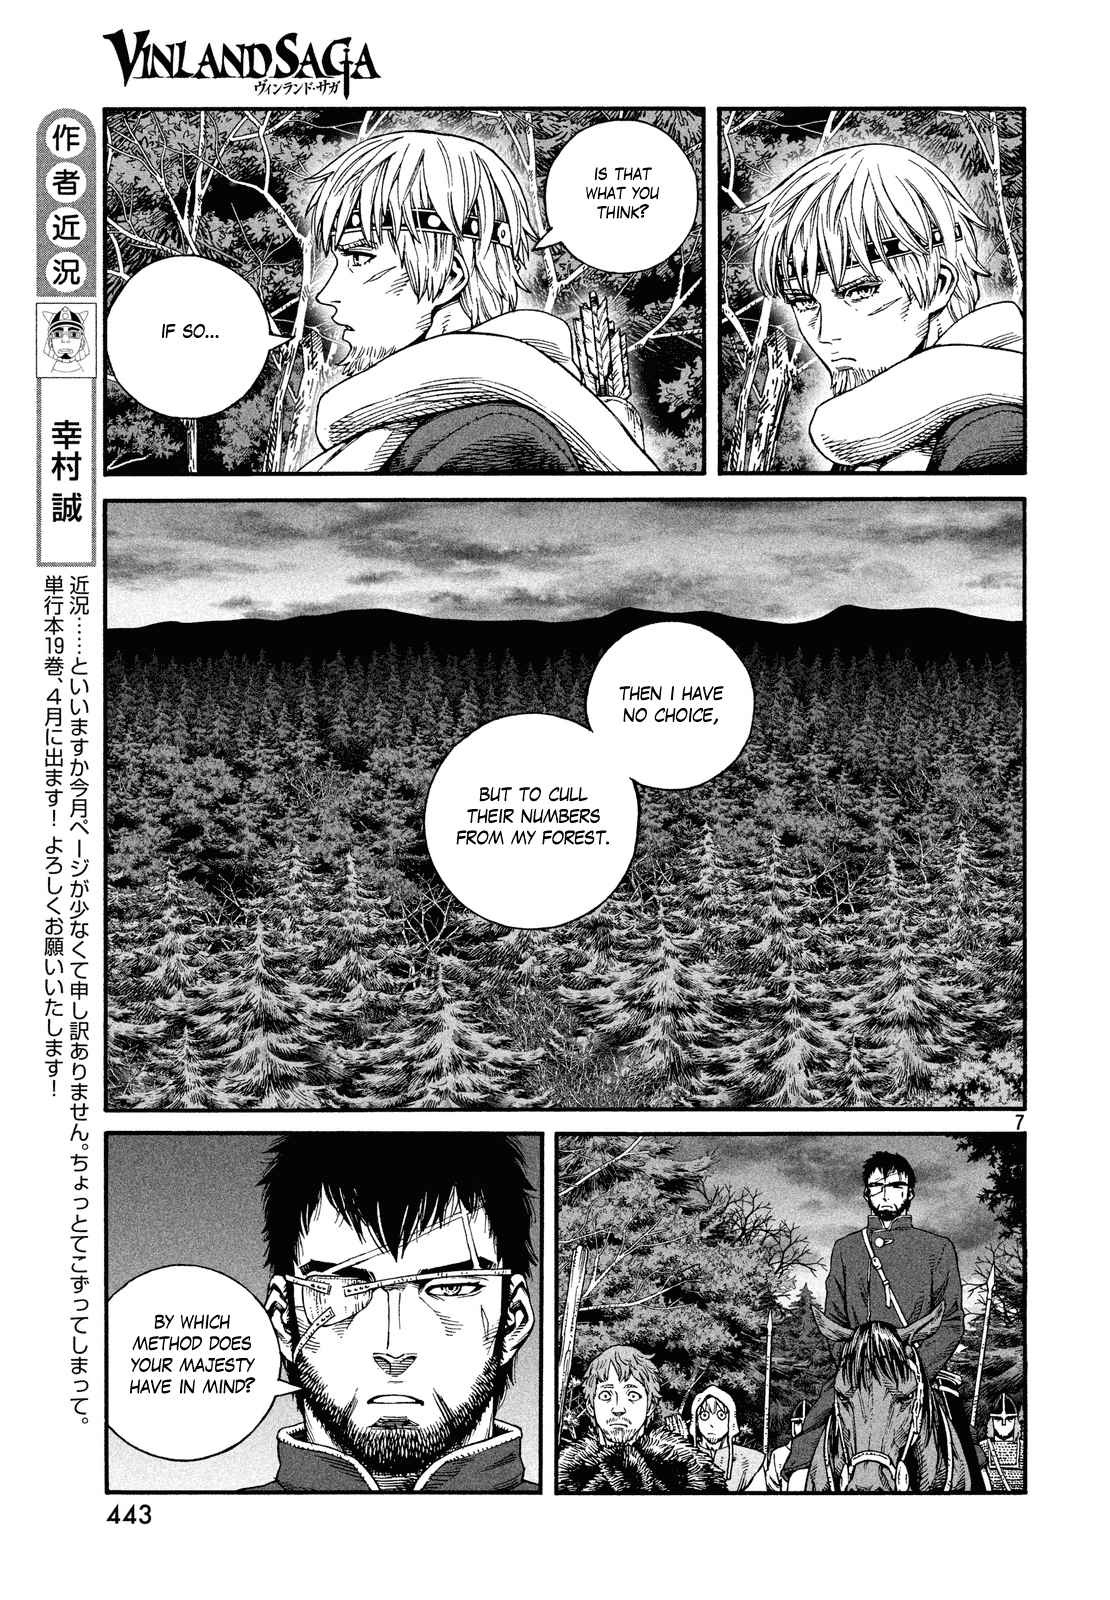 VINLAND SAGA
ヴィンランド・サガ
作者近況
幸村誠
近況……といいますか今月ページが少なくて申し訳ありません。ちょっとてこずってしまって。
単行本19巻、4月に出ます！よろしくお願いいたします！
IS THAT
WHAT YOU
THINK?
IF SO...
THEN I HAVE
NO CHOICE,
BUT TO CULL
THEIR NUMBERS
FROM MY FOREST.
7
BY WHICH
METHOD DOES
YOUR MAJESTY
HAVE IN MIND?
443